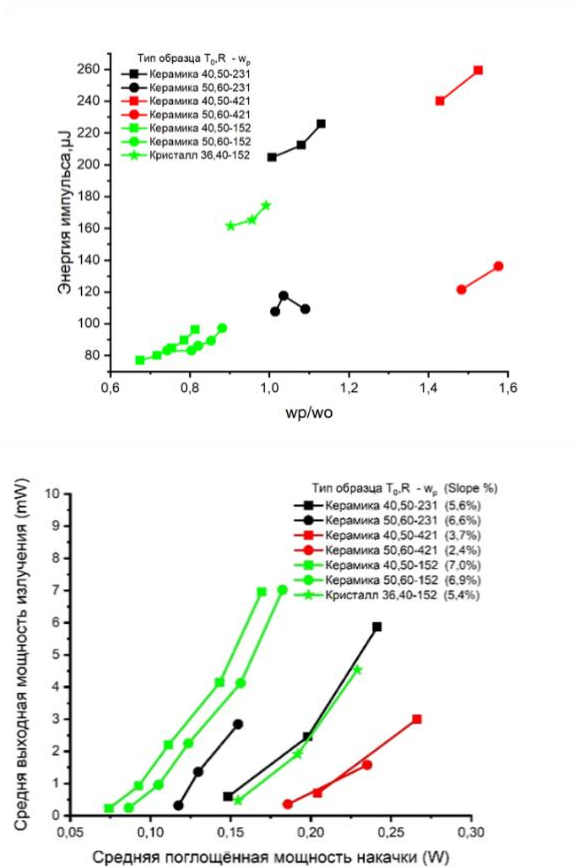 Тип образца T₀,R - wₚ
Керамика 40,50-231
Керамика 50,60-231
Керамика 40,50-421
Керамика 50,60-421
Керамика 40,50-152
Керамика 50,60-152
Кристалл 36,40-152
Энергия импульса,µJ
260
240
220
200
180
160
140
120
100
80
0,6 0,8 1,0 1,2 1,4 1,6
wp/wo
Тип образца T₀,R - wₚ (Slope %)
Керамика 40,50-231 (5,6%)
Керамика 50,60-231 (6,6%)
Керамика 40,50-421 (3,7%)
Керамика 50,60-421 (2,4%)
Керамика 40,50-152 (7,0%)
Керамика 50,60-152 (6,9%)
Кристалл 36,40-152 (5,4%)
Средня выходная мощность излучения (mW)
10
9
8
7
6
5
4
3
2
1
0
0,05 0,10 0,15 0,20 0,25 0,30
Средняя поглощённая мощность накачки (W)